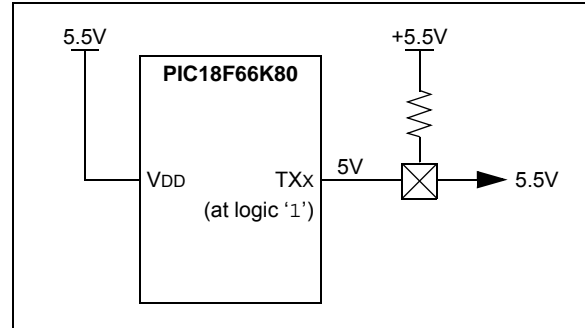 5.5V
+5.5V
PIC18F66K80
VDD
TXX
5V
5.5V
(at logic ‘1’)